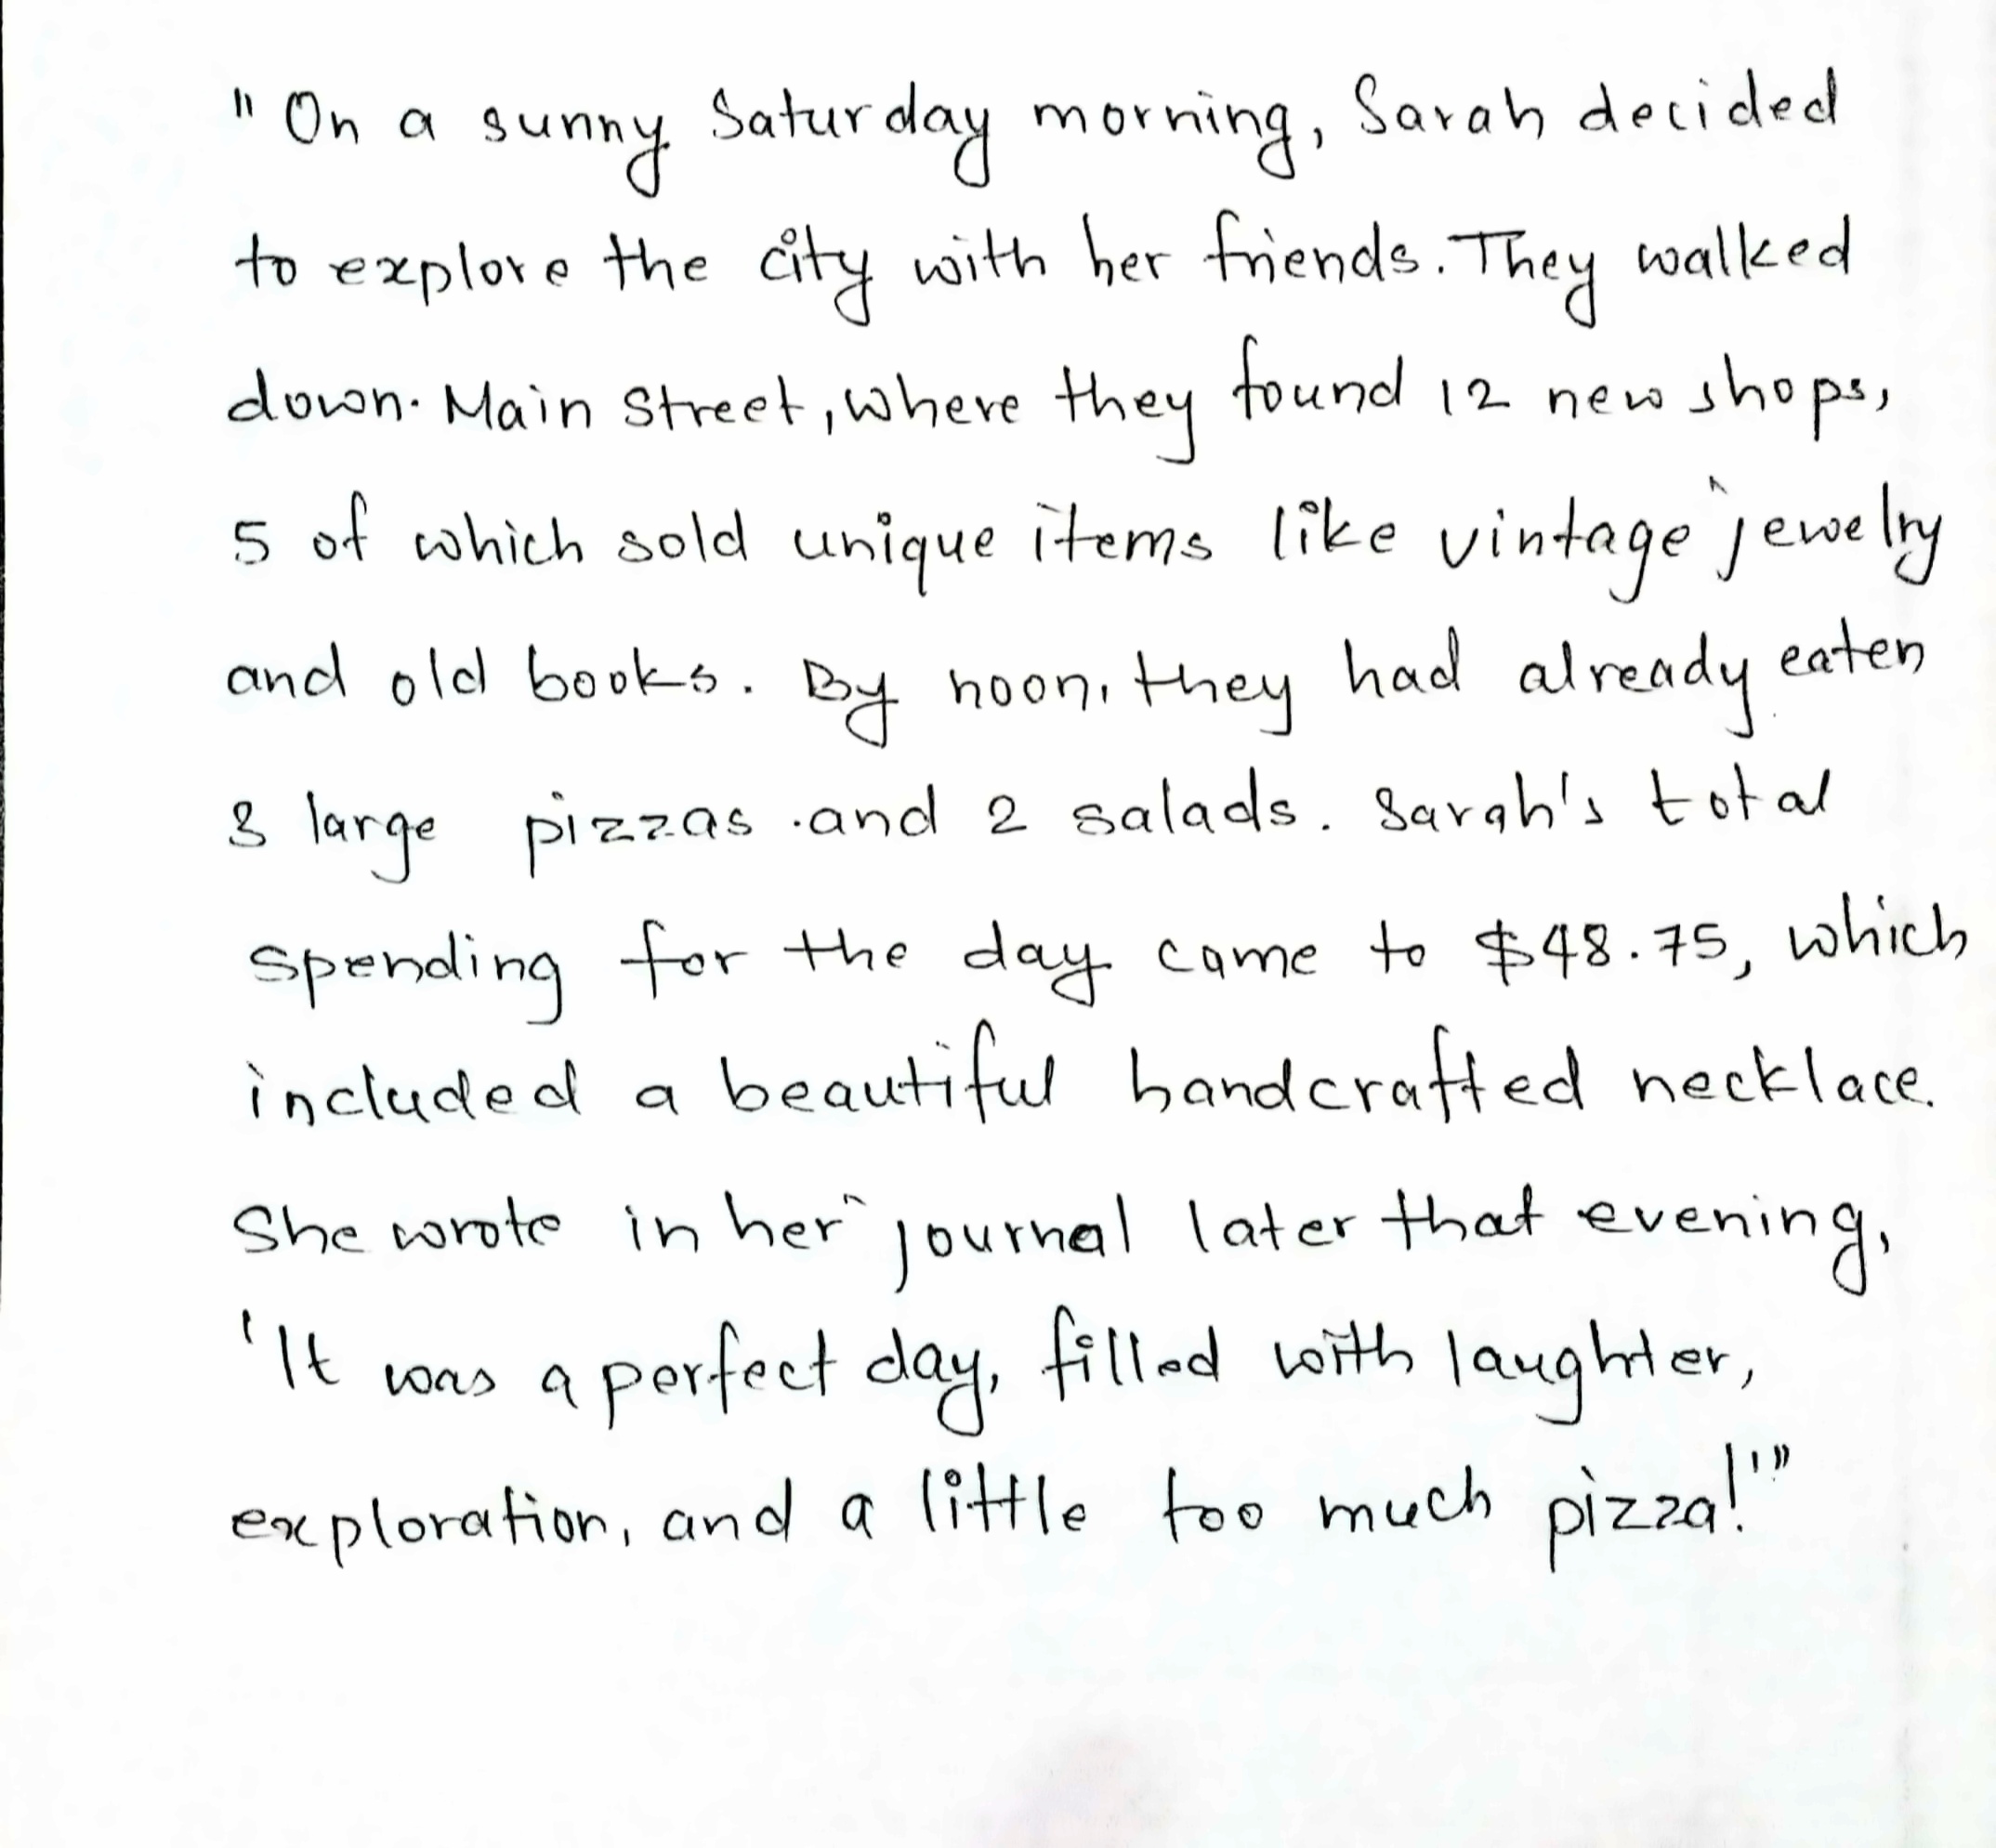 "On a sunny Saturday morning, Sarah decided
to explore the city with her friends. They walked
down. Main Street, where they found 12 new shops,
5 of which sold unique items like vintage jewelry
and old books. By noon, they had already eaten
3 large pizzas and 2 salads. Sarah's total
spending for the day came to $48.75, which
included a beautiful handcrafted necklace.
She wrote in her journal later that evening,
'It was a perfect day, filled with laughter,
exploration, and a little too much pizza!'"